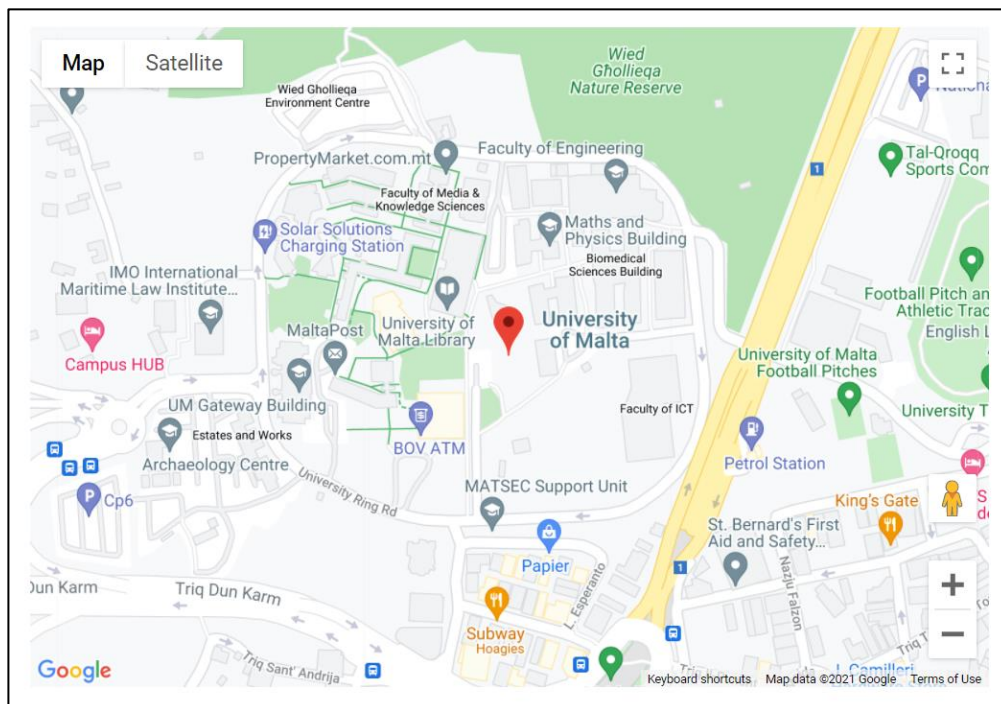 Map
Satellite
Wied
Għollieqa
Nature Reserve
Wied Gholleqa
Environment Centre
PropertyMarket.com.mt
Faculty of Engineering
Tal-Qroqq
Sports
1
Faculty of Media &
Knowledge Sciences
Maths and
Physics Building
Solar Solutions
Charging Station
Biomedical
Sciences Building
IMO International
Maritime Law Institute...
Football Pitch
Athletic
English
University of
Malta Library
University
of Malta
MaltaPost
Campus HUB
University of Malta
Football Pitches
UM Gateway Building
Faculty of ICT
University
BOV ATM
Estates and Works
Archaeology Centre
Petrol Station
P
Cp6
University Ring Rd
MATSEC Support Unit
King's Gate
St. Bernard's First
Aid and Safety...
Papier
1
Nazju Falzon
L. Esperanto
Dun Karm
Triq Dun Karm
Subway
Hoagies
Triq Sant' Andrija
Google
Keyboard shortcuts
Map data ©2021 Google
Terms of Use